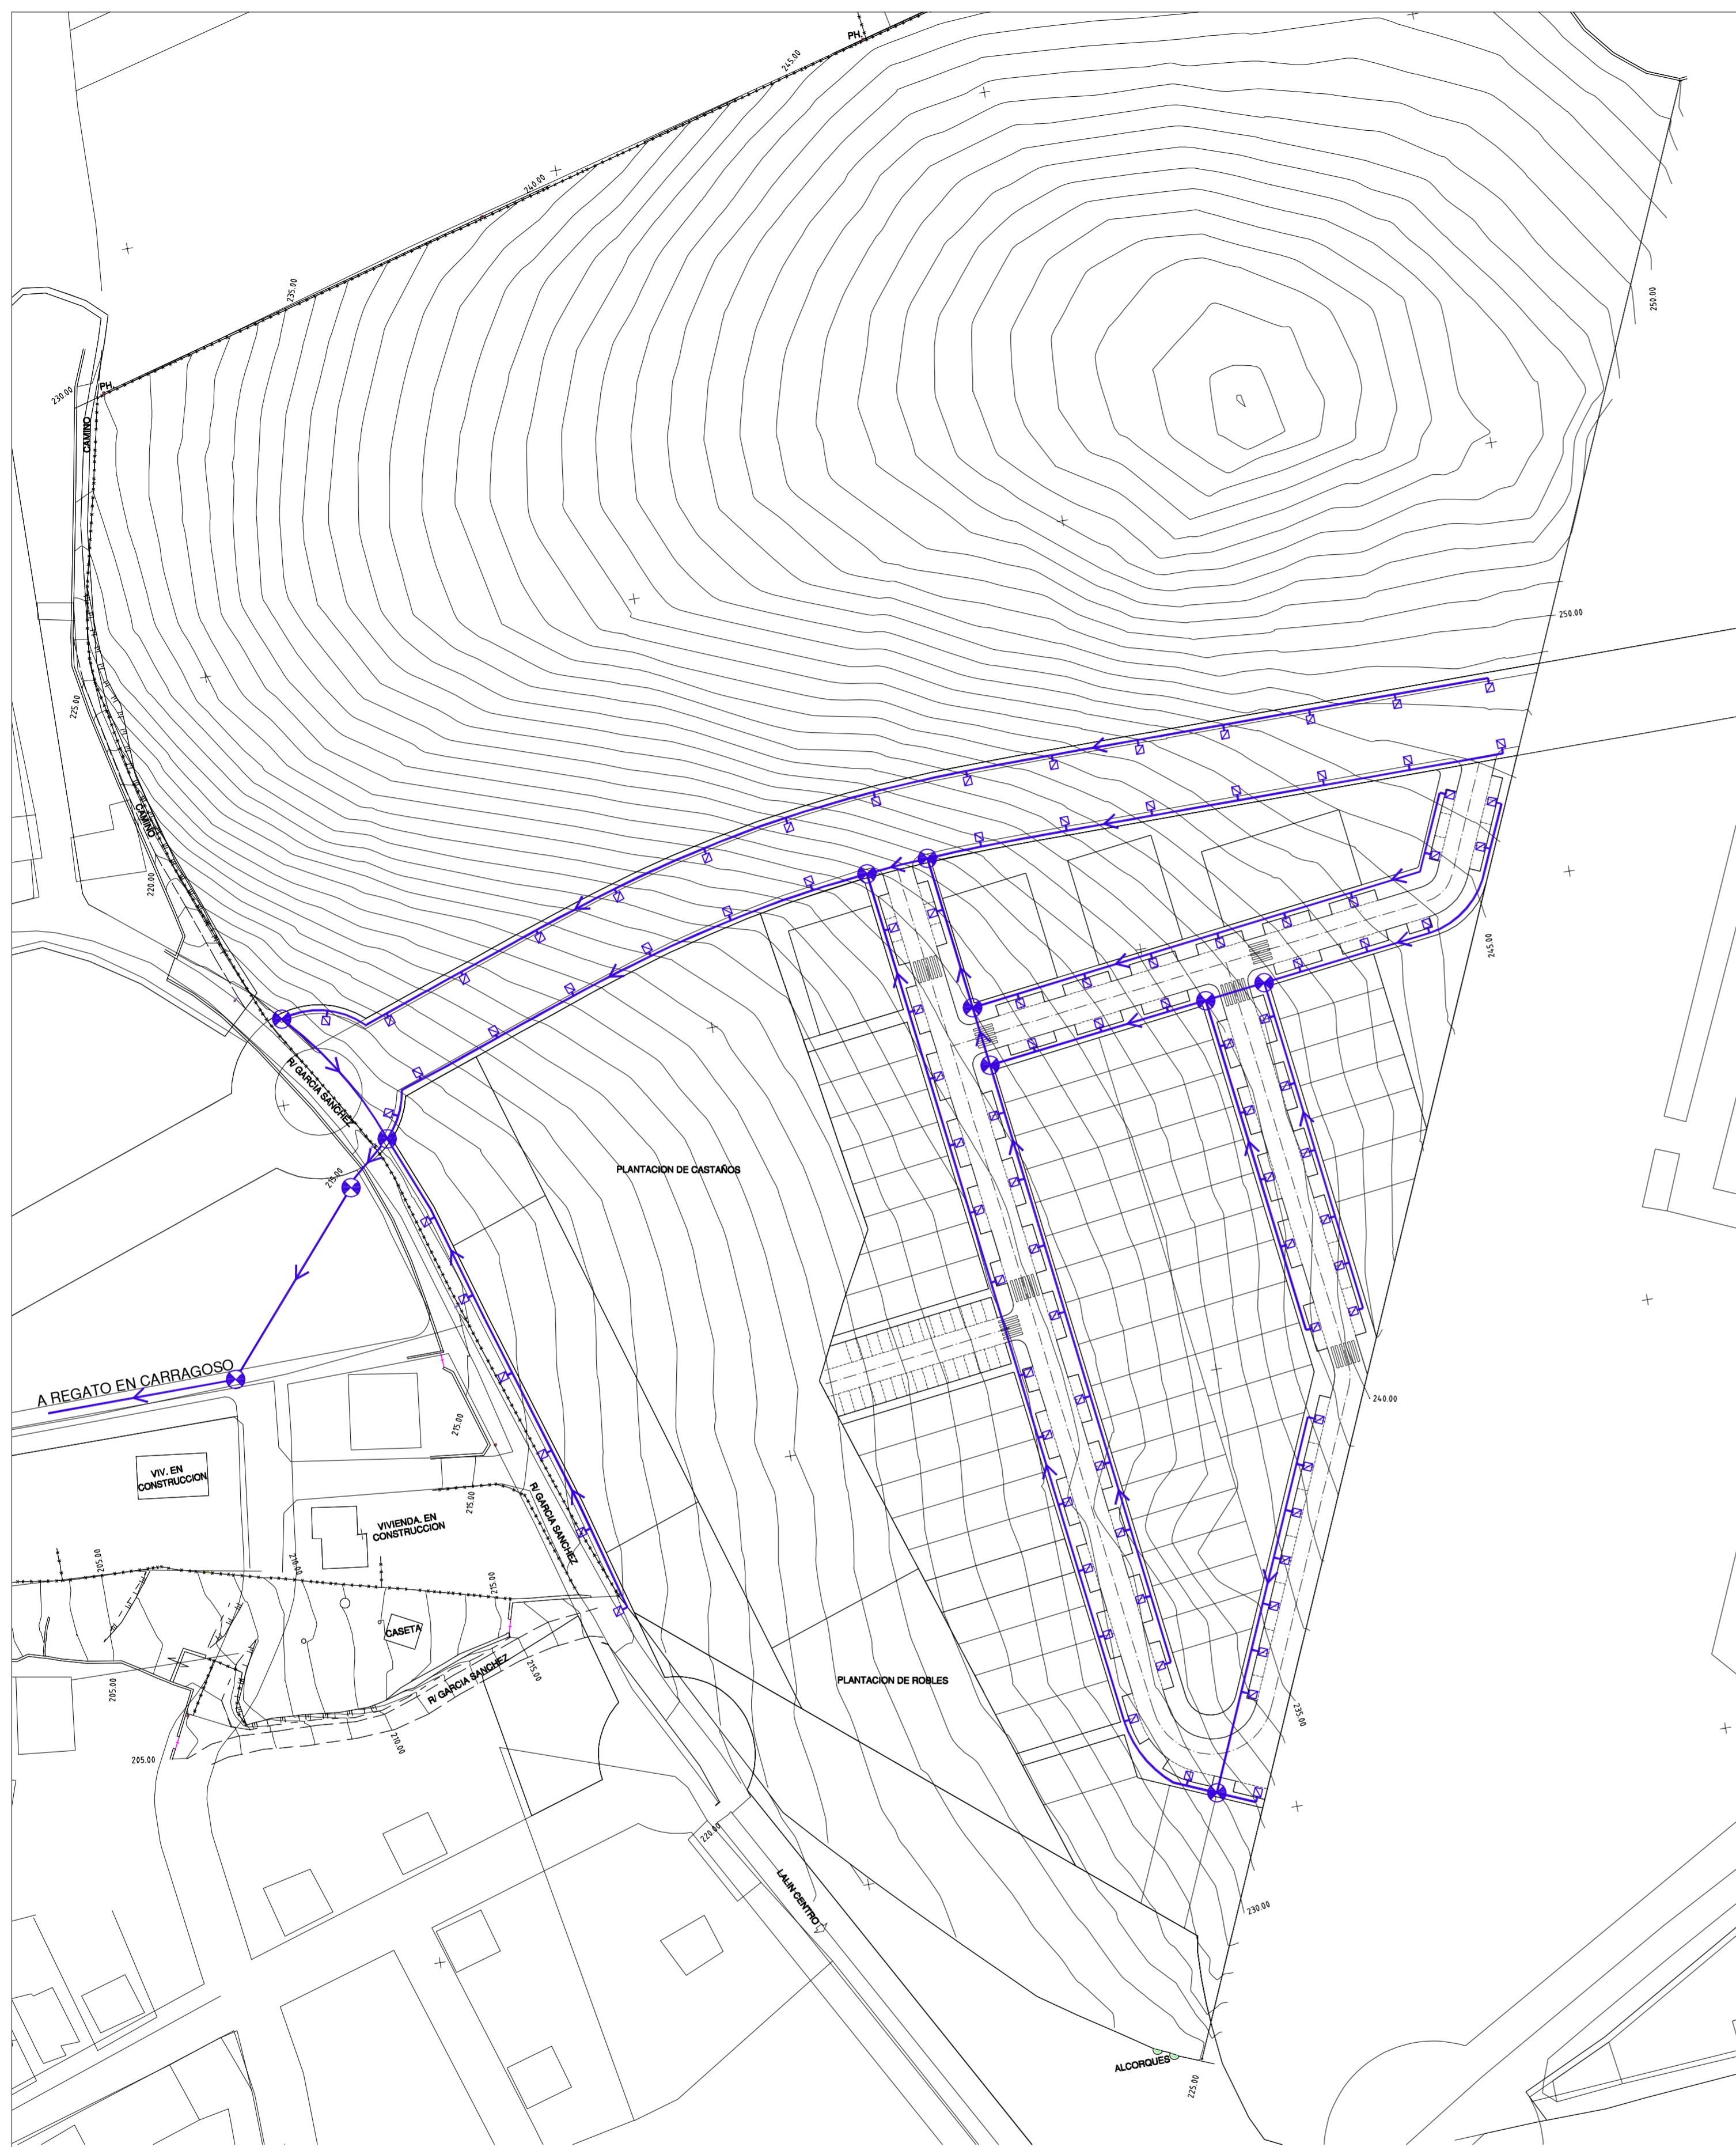 PH.
245.00
240.00
235.00
250.00
PH.
230.00
CAMINO
250.00
225.00
CAMINO
220.00
245.00
R/ GARCIA SANCHEZ
PLANTACION DE CASTAÑOS
215.00
A REGATO EN CARRAGOSO
240.00
215.00
VIV. EN
CONSTRUCCION
215.00
R/ GARCIA SANCHEZ
VIVIENDA. EN
CONSTRUCCION
205.00
210.00
215.00
CASETA
R/ GARCIA SANCHEZ
215.00
205.00
PLANTACION DE ROBLES
235.00
210.00
205.00
220.00
LALIN CENTRO
230.00
ALCORQUES
225.00